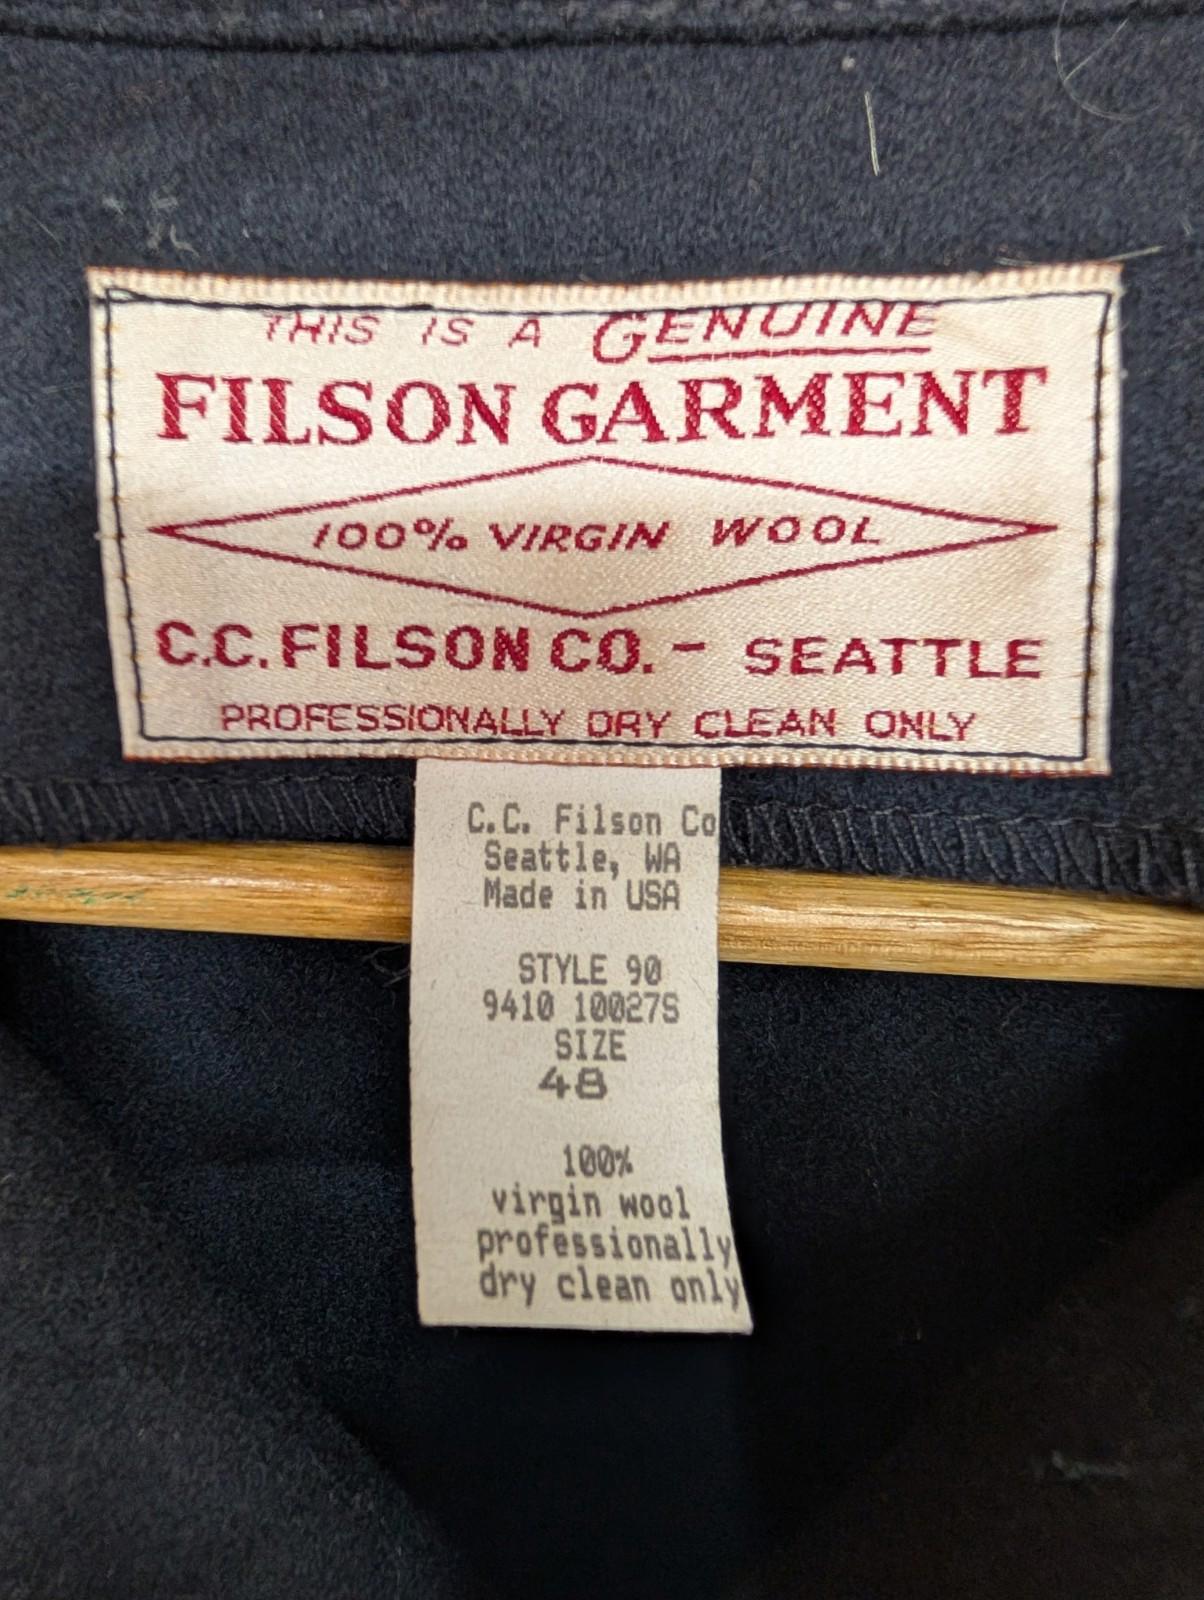 THIS IS A GENUINE
FILSON GARMENT
100% VIRGIN WOOL
C.C. FILSON CO. - SEATTLE
PROFESSIONALLY DRY CLEAN ONLY
C.C. Filson Co
Seattle, WA
Made in USA
STYLE 90
9410 10027S
SIZE
48
100%
virgin wool
professionally
dry clean only